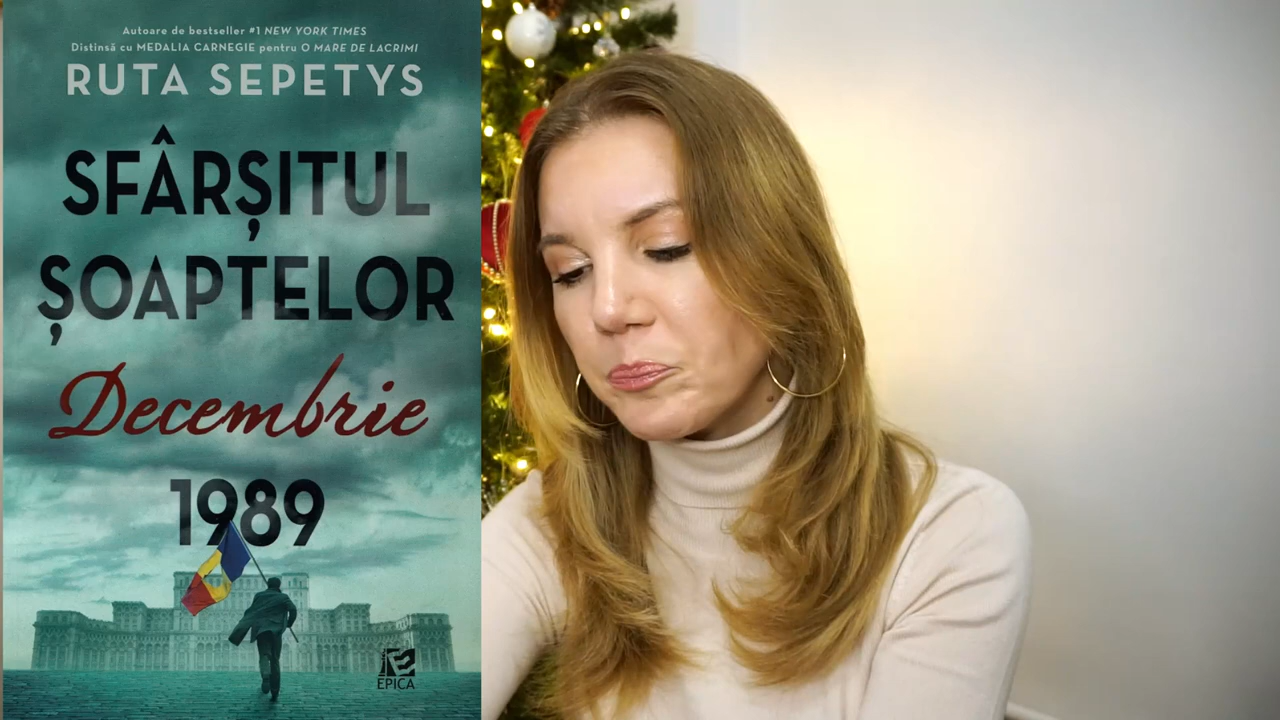 Autoare de bestseller #1 NEW YORK TIMES
Distinsă cu MEDALIA CARNEGIE pentru O MARE DE LACRIMI
RUTA SEPETYS
SFÂRȘITUL
ȘOAPTELOR
Decembrie
1989
EPICA